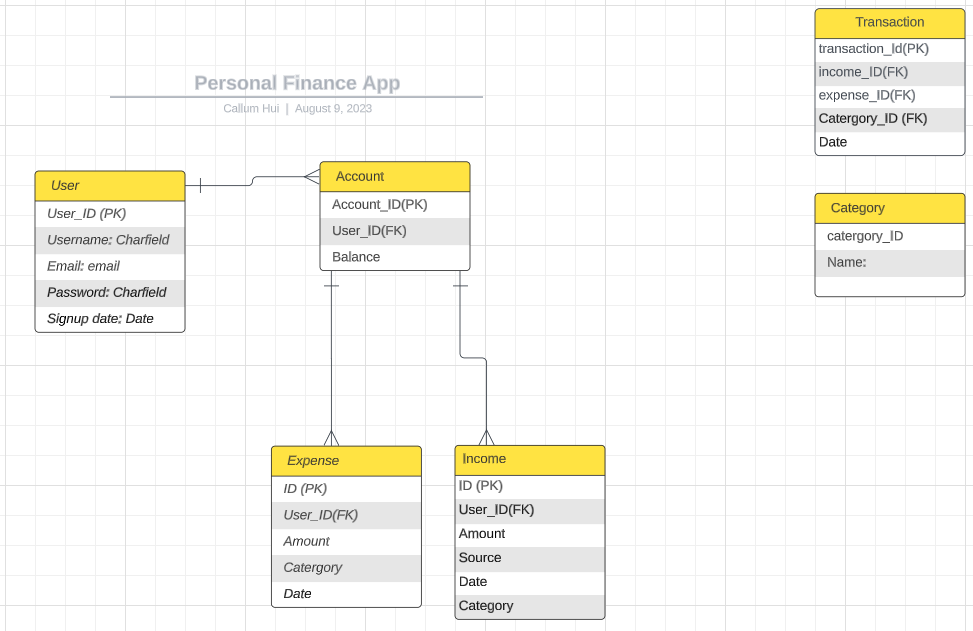 Personal Finance App
Callum Hui | August 9, 2023
User
User_ID (PK)
Username: Charfield
Email: email
Password: Charfield
Signup date: Date
Account
Account_ID(PK)
User_ID(FK)
Balance
Expense
ID (PK)
User_ID(FK)
Amount
Catergory
Date
Income
ID (PK)
User_ID(FK)
Amount
Source
Date
Category
Transaction
transaction_Id(PK)
income_ID(FK)
expense_ID(FK)
Catergory_ID (FK)
Date
Category
catergory_ID
Name: